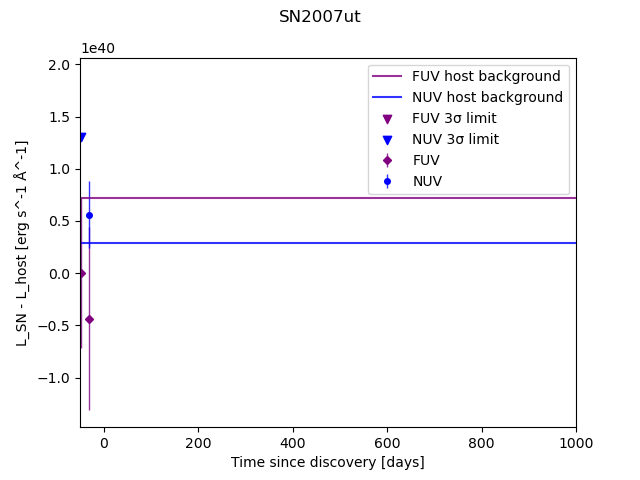 SN2007ut
1e40
2.0
1.5
1.0
0.5
0.0
−0.5
−1.0
L_SN - L_host [erg s^-1 Å^-1]
FUV host background
NUV host background
FUV 3σ limit
NUV 3σ limit
FUV
NUV
0 200 400 600 800 1000
Time since discovery [days]